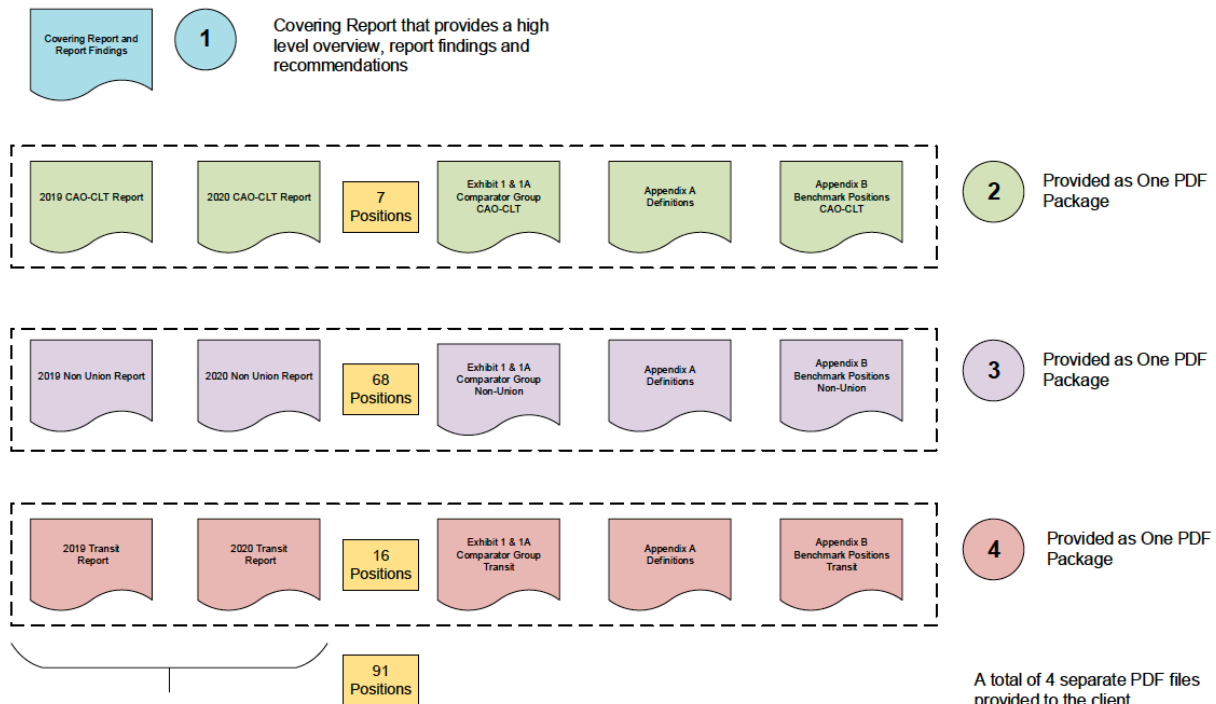 Covering Report and
Report Findings
1
Covering Report that provides a high
level overview, report findings and
recommendations
2019 CAO-CLT Report
2020 CAO-CLT Report
7
Positions
Exhibit 1 & 1A
Comparator Group
CAO-CLT
Appendix A
Definitions
Appendix B
Benchmark Positions
CAO-CLT
2
Provided as One PDF
Package
2019 Non Union Report
2020 Non Union Report
68
Positions
Exhibit 1 & 1A
Comparator Group
Non-Union
Appendix A
Definitions
Appendix B
Benchmark Positions
Non-Union
3
Provided as One PDF
Package
2019 Transit
Report
2020 Transit
Report
16
Positions
Exhibit 1 & 1A
Comparator Group
Transit
Appendix A
Definitions
Appendix B
Benchmark Positions
Transit
4
Provided as One PDF
Package
91
Positions
A total of 4 separate PDF files
provided to the client